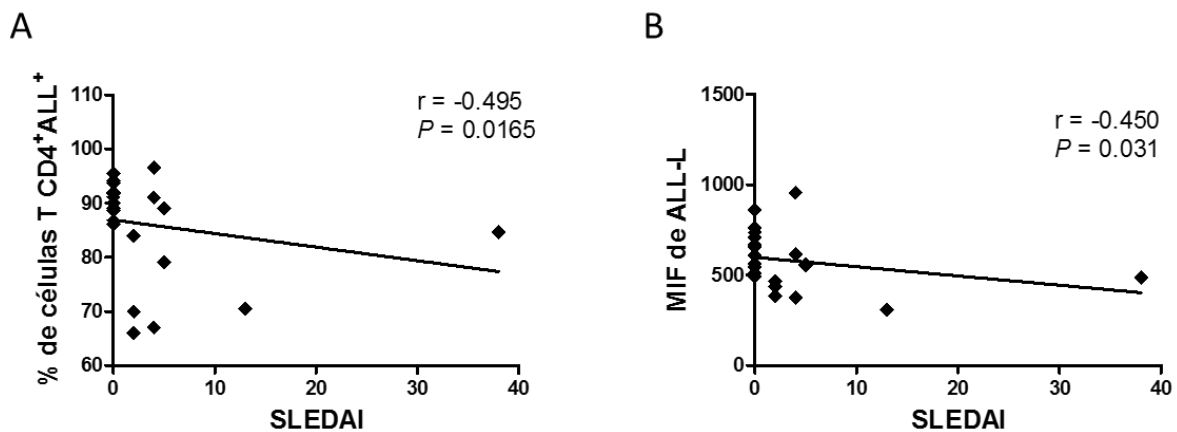 A
% de células T CD4+ALL+
110
100
90
80
70
60
0
10
20
30
40
SLEDAI
r = -0.495
P = 0.0165
B
MIF de ALL-L
1500
1000
500
0
0
10
20
30
40
SLEDAI
r = -0.450
P = 0.031